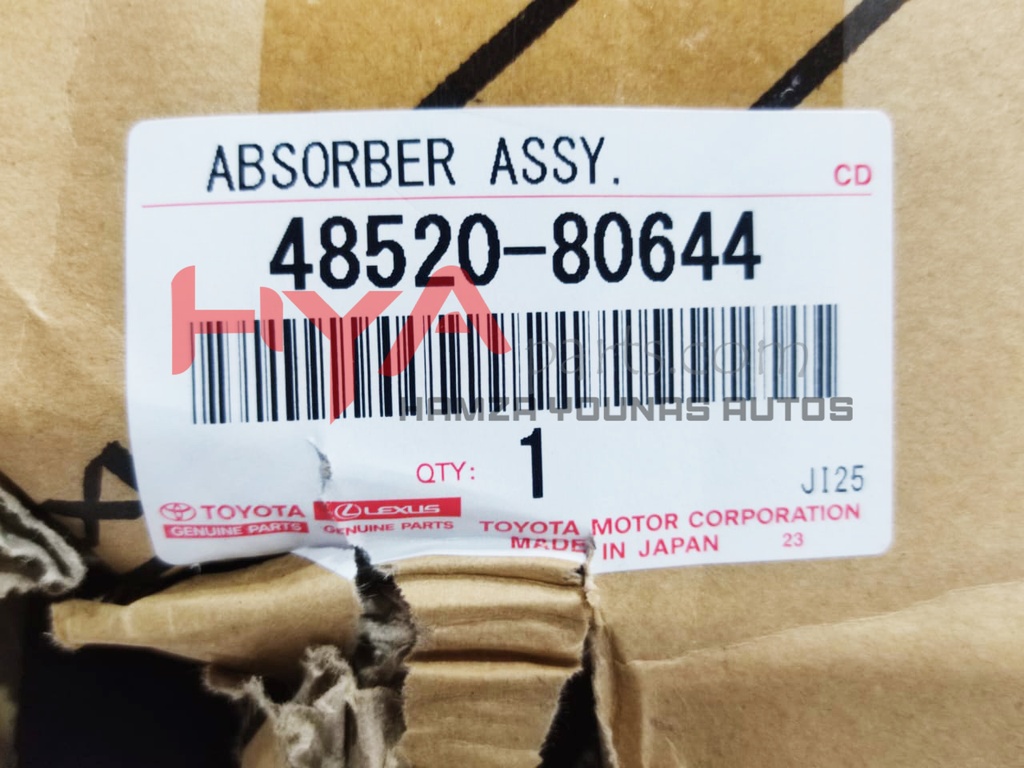 ABSORBER ASSY.
CD
48520-80644
HYA
parts.com
HAMZA YOUNAS AUTOS
QTY: 1
JI25
TOYOTA
GENUINE PARTS
LEXUS
GENUINE PARTS
TOYOTA MOTOR CORPORATION
MADE IN JAPAN 23